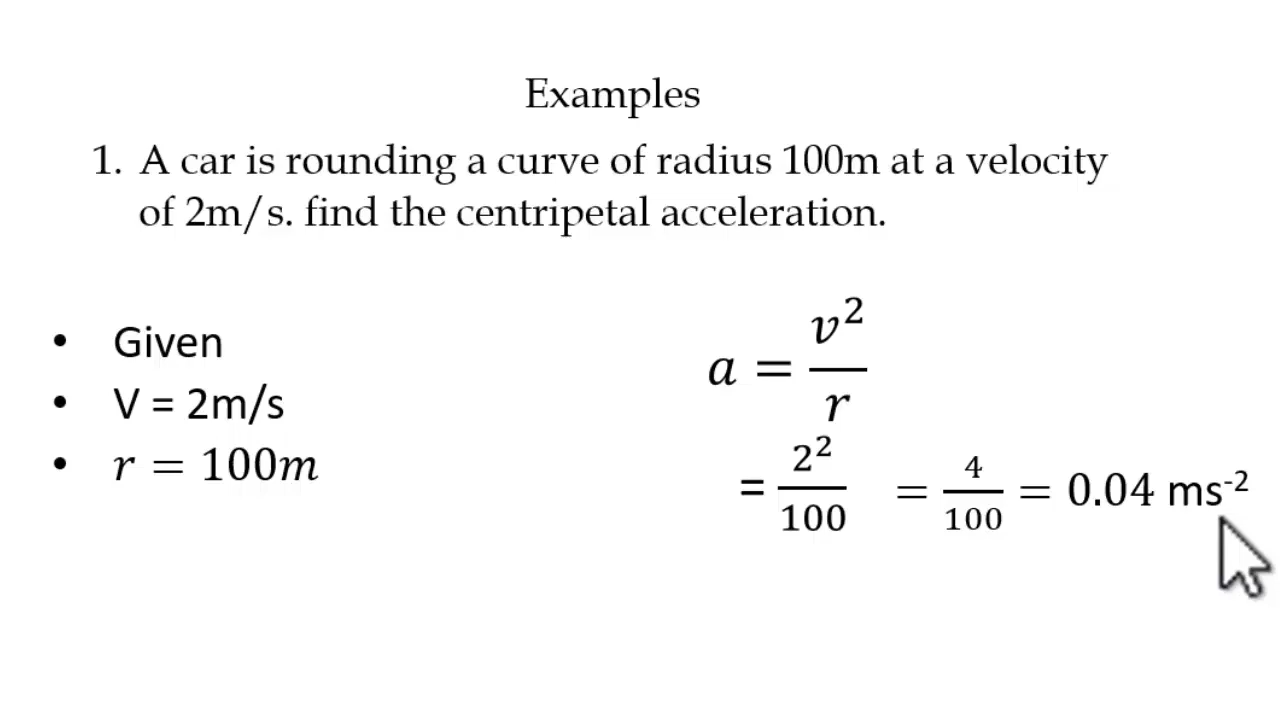 Examples
1. A car is rounding a curve of radius 100m at a velocity
of 2m/s. find the centripetal acceleration.
• Given
• V = 2m/s
• r = 100m
a = v²/r
= 2²/100 = 4/100 = 0.04 ms⁻²